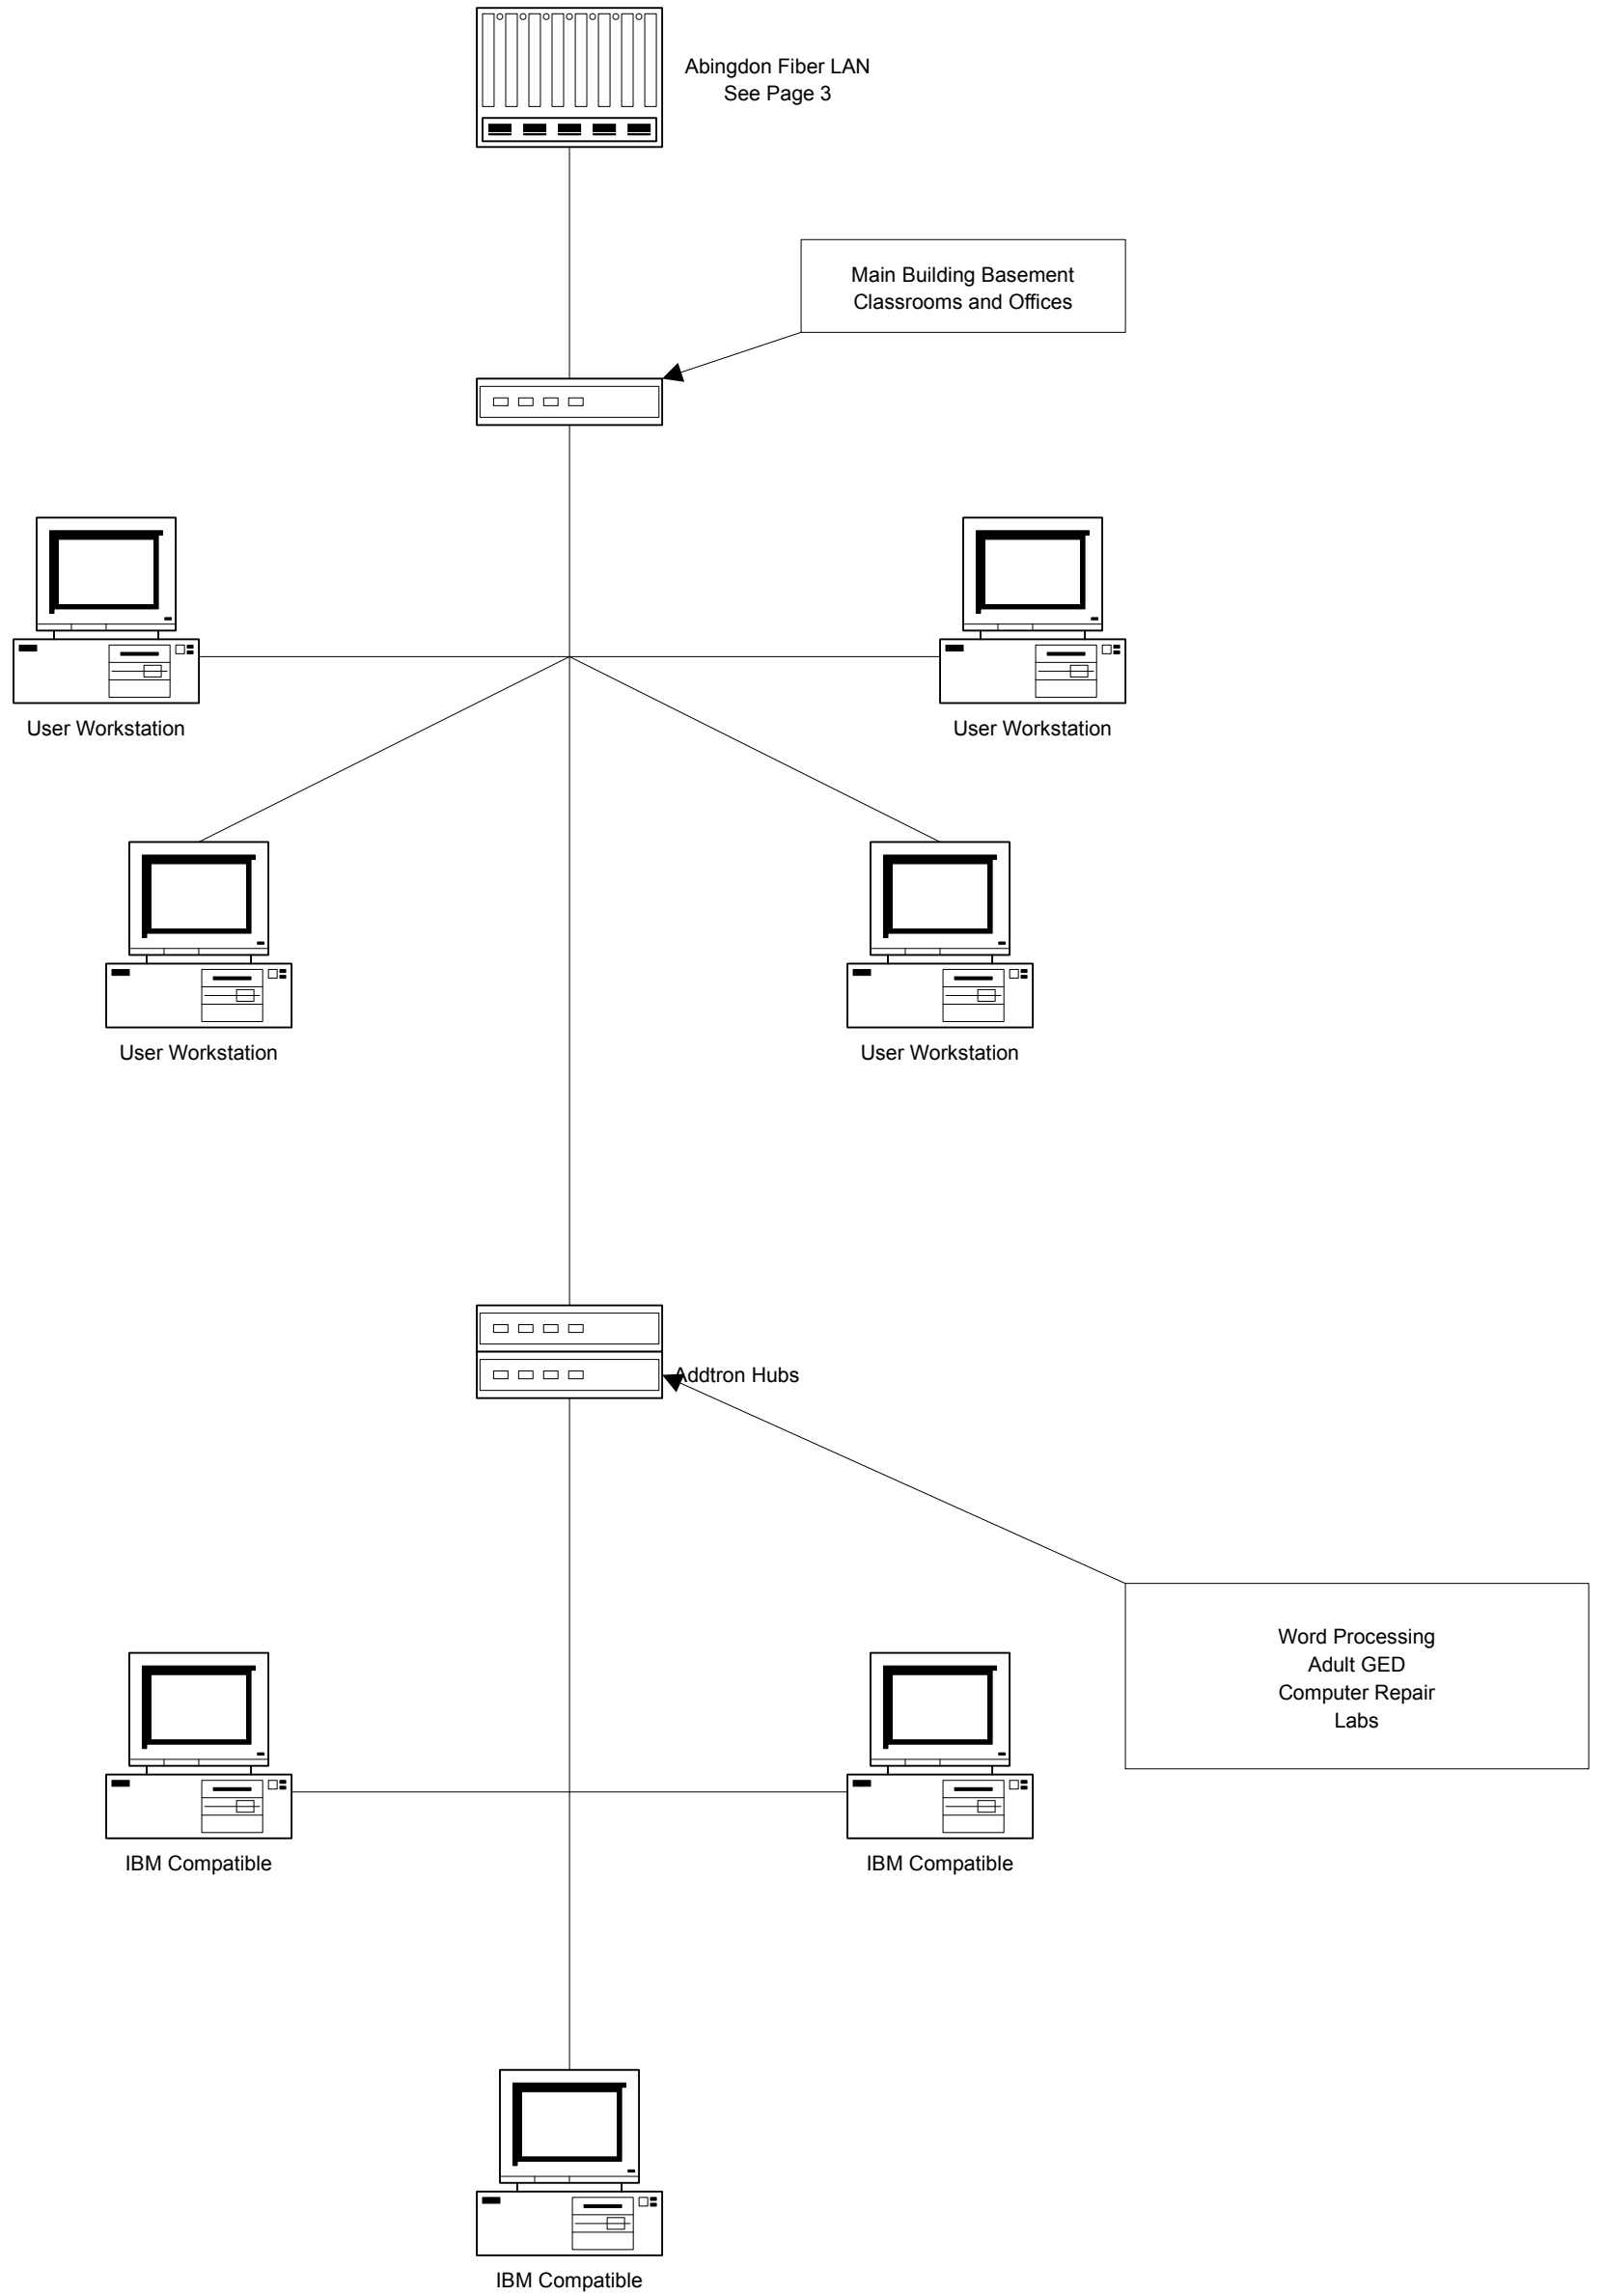 Abingdon Fiber LAN
See Page 3
Main Building Basement
Classrooms and Offices
User Workstation
User Workstation
User Workstation
User Workstation
Addtron Hubs
Word Processing
Adult GED
Computer Repair
Labs
IBM Compatible
IBM Compatible
IBM Compatible